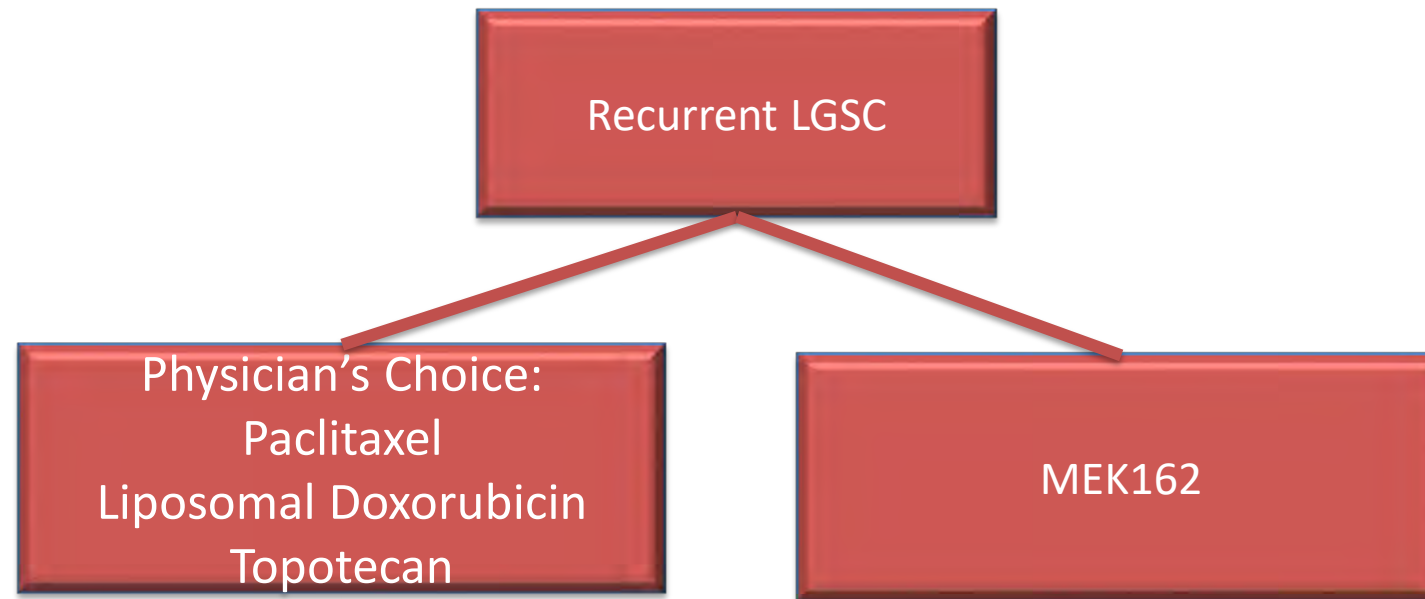 Recurrent LGSC
Physician’s Choice:
Paclitaxel
Liposomal Doxorubicin
Topotecan
MEK162